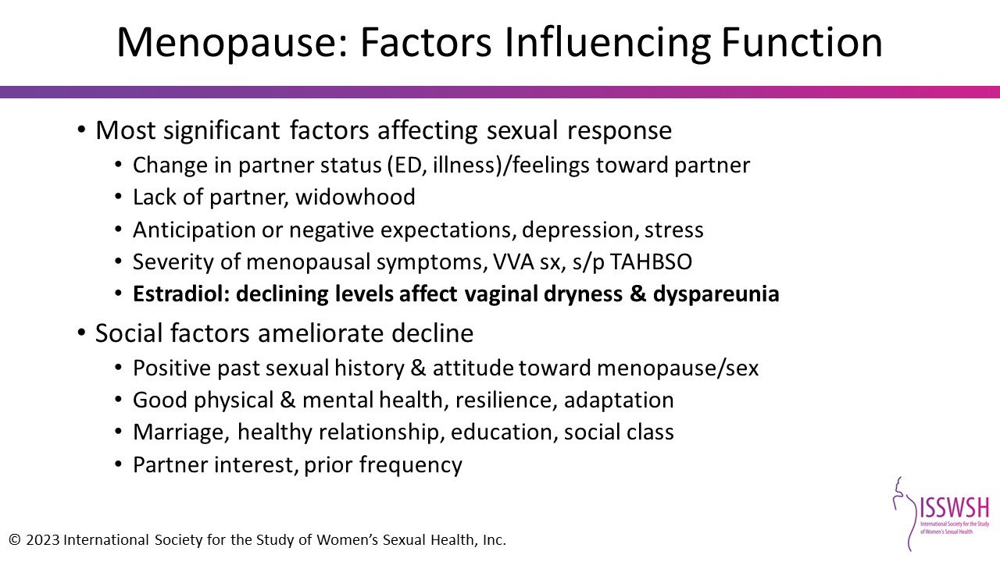 Menopause: Factors Influencing Function
• Most significant factors affecting sexual response
• Change in partner status (ED, illness)/feelings toward partner
• Lack of partner, widowhood
• Anticipation or negative expectations, depression, stress
• Severity of menopausal symptoms, VVA sx, s/p TAHBSO
• Estradiol: declining levels affect vaginal dryness & dyspareunia
• Social factors ameliorate decline
• Positive past sexual history & attitude toward menopause/sex
• Good physical & mental health, resilience, adaptation
• Marriage, healthy relationship, education, social class
• Partner interest, prior frequency
ISSWSH
International Society for the Study
of Women's Sexual Health
© 2023 International Society for the Study of Women’s Sexual Health, Inc.